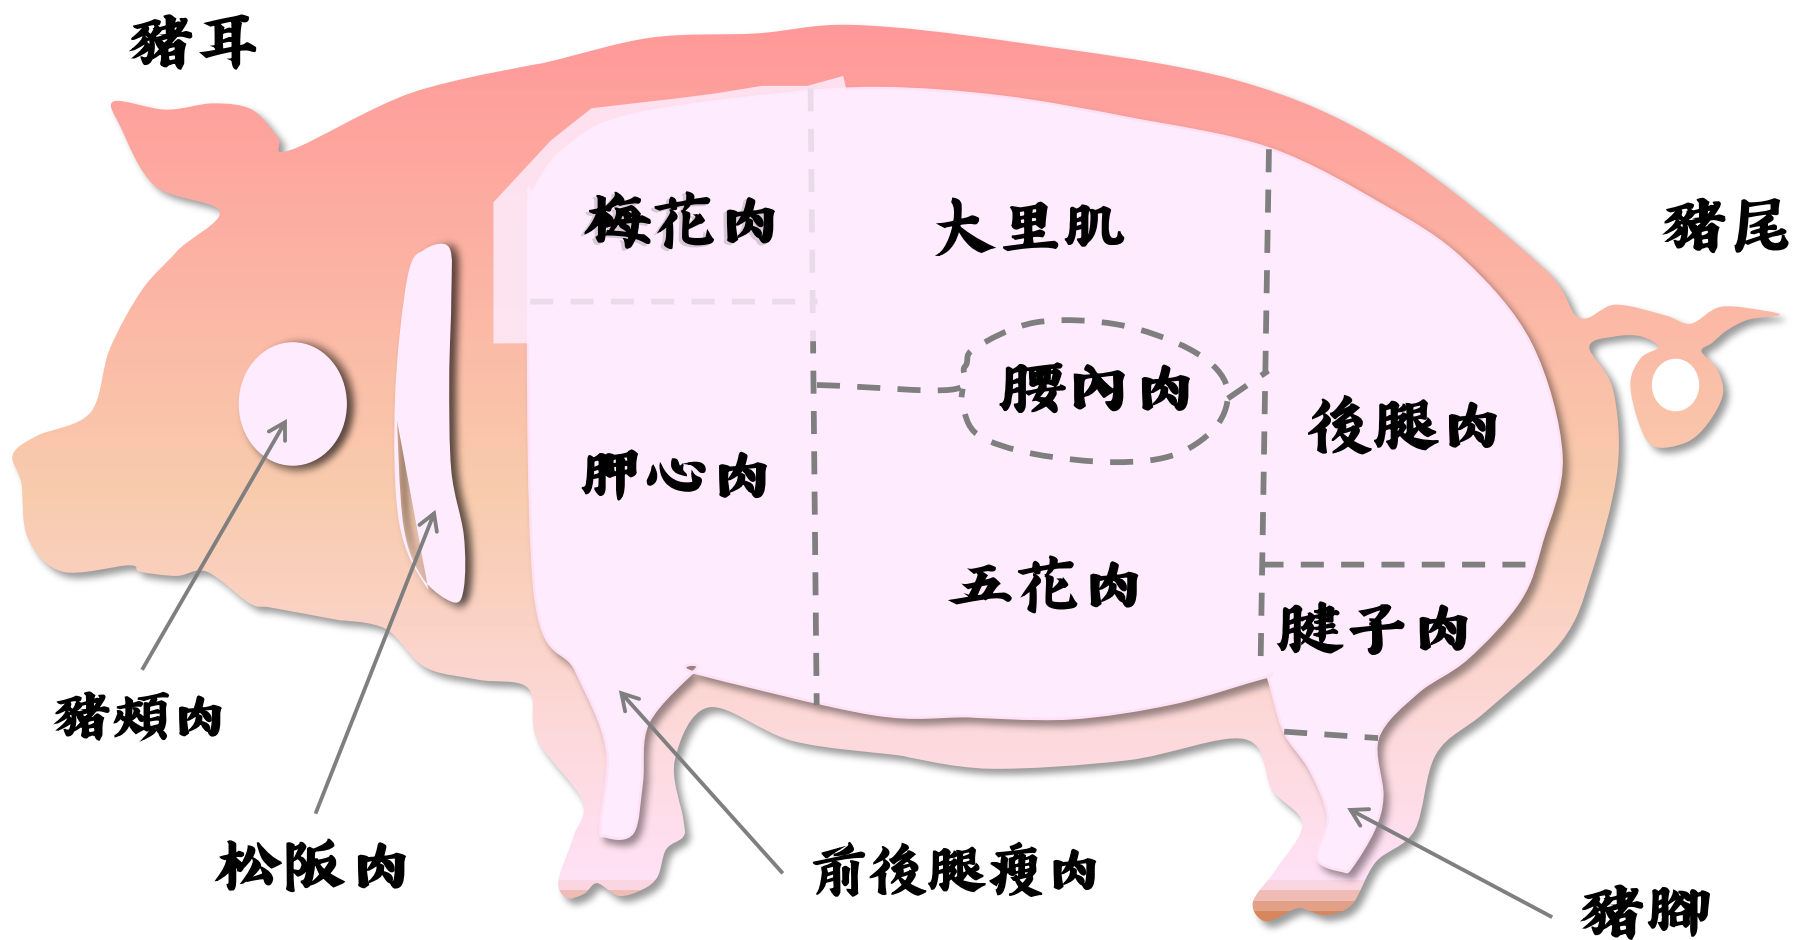 豬耳
梅花肉
大里肌
豬尾
腰內肉
後腿肉
胛心肉
五花肉
腱子肉
豬頰肉
松阪肉
前後腿瘦肉
豬腳